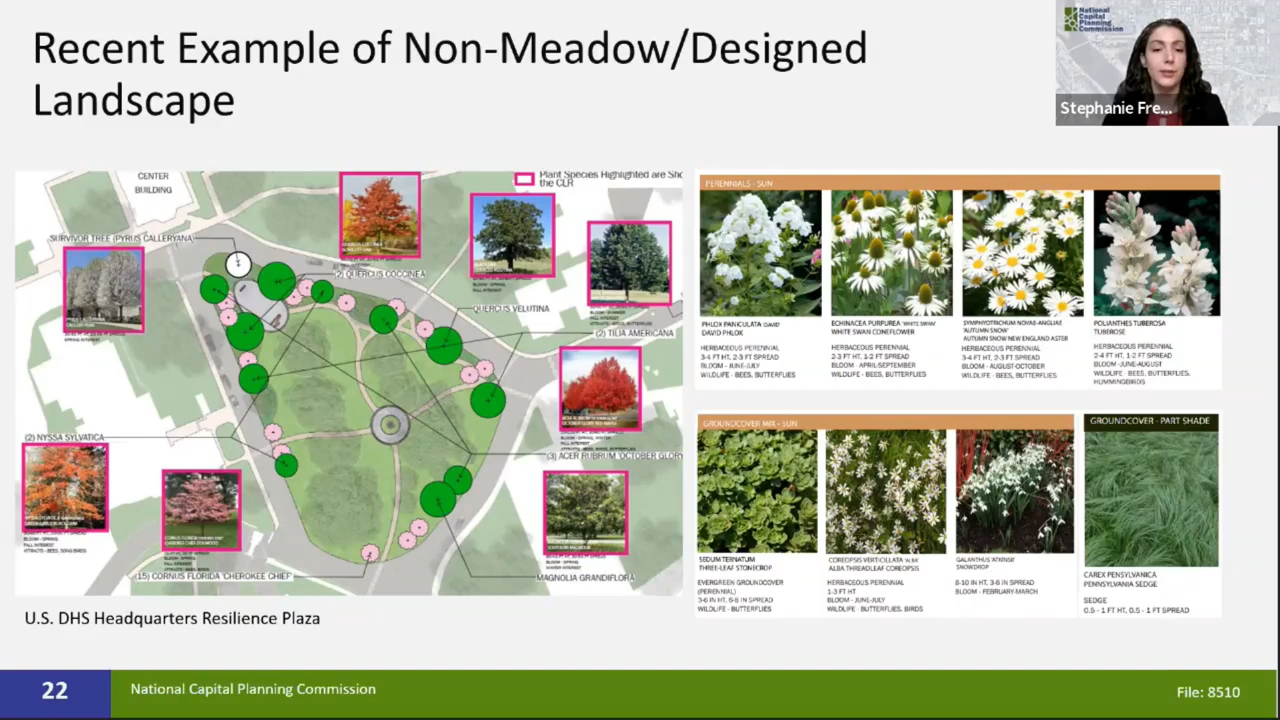 Recent Example of Non-Meadow/Designed
Landscape
National
Capital
Planning
Commission
Stephanie Fre...
CENTER
BUILDING
Plant Species Highlighted are Sho
the CLR
SURVIVOR TREE (PYRUS CALLERYANA)
(2) QUERCUS COCCINEA
QUERCUS VELUTINA
(2) TILIA AMERICANA
(2) NYSSA SYLVATICA
(3) ACER RUBRUM 'OCTOBER GLORY
(15) CORNUS FLORIDA 'CHEROKEE CHIEF'
MAGNOLIA GRANDIFLORA
U.S. DHS Headquarters Resilience Plaza
PERENNIALS - SUN
PHLOX PANICULATA 'DAVID'
DAVID PHLOX
HERBACEOUS PERENNIAL
3-4 FT HT, 2-3 FT SPREAD
BLOOM - JUNE-JULY
WILDLIFE - BEES, BUTTERFLIES
ECHINACEA PURPUREA 'WHITE SWAN'
WHITE SWAN CONEFLOWER
HERBACEOUS PERENNIAL
2-3 FT HT, 1-2 FT SPREAD
BLOOM - APRIL-SEPTEMBER
WILDLIFE - BEES, BUTTERFLIES
SYMPHYOTRICHUM NOVAE-ANGLIAE
'AUTUMN SNOW'
AUTUMN SNOW NEW ENGLAND ASTER
HERBACEOUS PERENNIAL
3-4 FT HT, 2-3 FT SPREAD
BLOOM - AUGUST-OCTOBER
WILDLIFE - BEES, BUTTERFLIES
POLIANTHES TUBEROSA
TUBEROSE
HERBACEOUS PERENNIAL
2-4 FT HT, 1-2 FT SPREAD
BLOOM -JUNE-AUGUST
WILDLIFE - BEES, BUTTERFLIES,
HUMMINGBIRDS
GROUNDCOVER MIX - SUN
GROUNDCOVER - PART SHADE
SEDUM TERNATUM
THREE-LEAF STONECROP
EVERGREEN GROUNDCOVER
(PERENNIAL)
3-6 IN HT, 6-8 IN SPREAD
WILDLIFE - BUTTERFLIES
COREOPSIS VERTICILLATA 'ALBA'
ALBA THREADLEAF COREOPSIS
HERBACEOUS PERENNIAL
1-3 FT HT
BLOOM - JUNE-JULY
WILDLIFE - BUTTERFLIES, BIRDS
GALANTHUS 'ATKINSII'
SNOWDROP
8-10 IN HT, 3-6 IN SPREAD
BLOOM - FEBRUARY-MARCH
CAREX PENSYLVANICA
PENNSYLVANIA SEDGE
SEDGE
0.5 - 1 FT HT, 0.5 - 1 FT SPREAD
22
National Capital Planning Commission
File: 8510